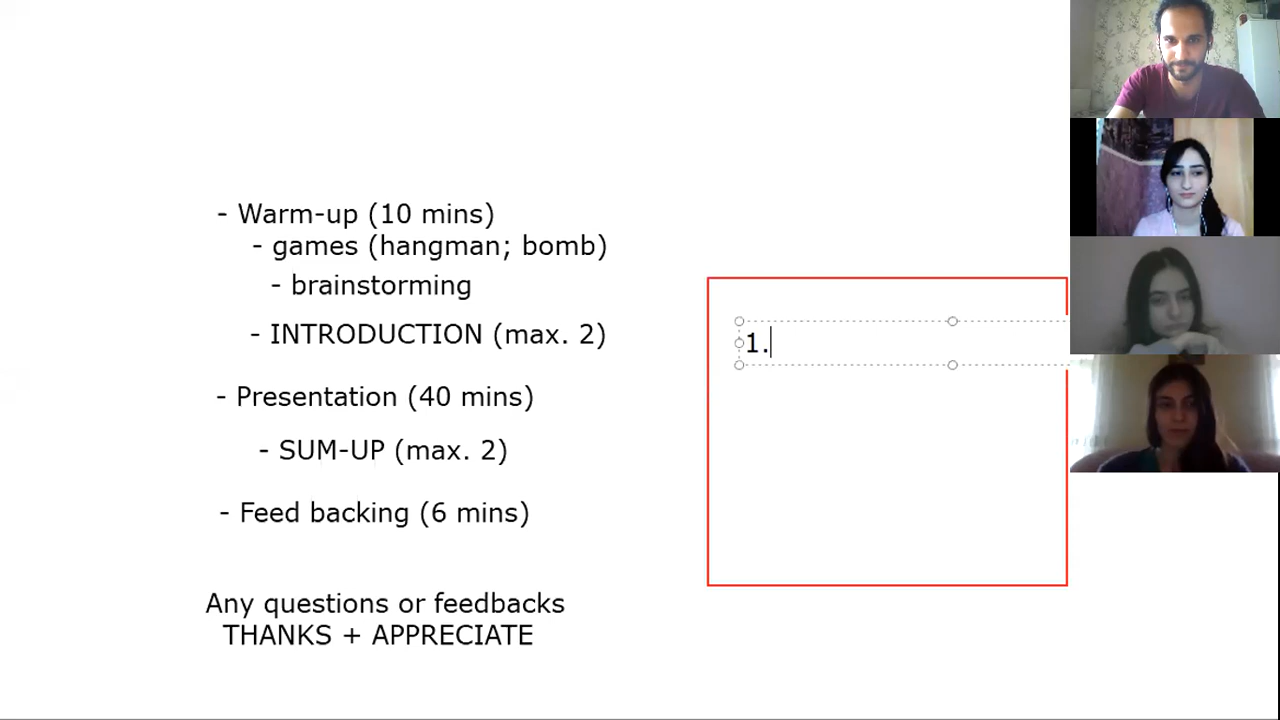 - Warm-up (10 mins)
- games (hangman; bomb)
- brainstorming
- INTRODUCTION (max. 2)
- Presentation (40 mins)
- SUM-UP (max. 2)
- Feed backing (6 mins)
Any questions or feedbacks
THANKS + APPRECIATE
1.